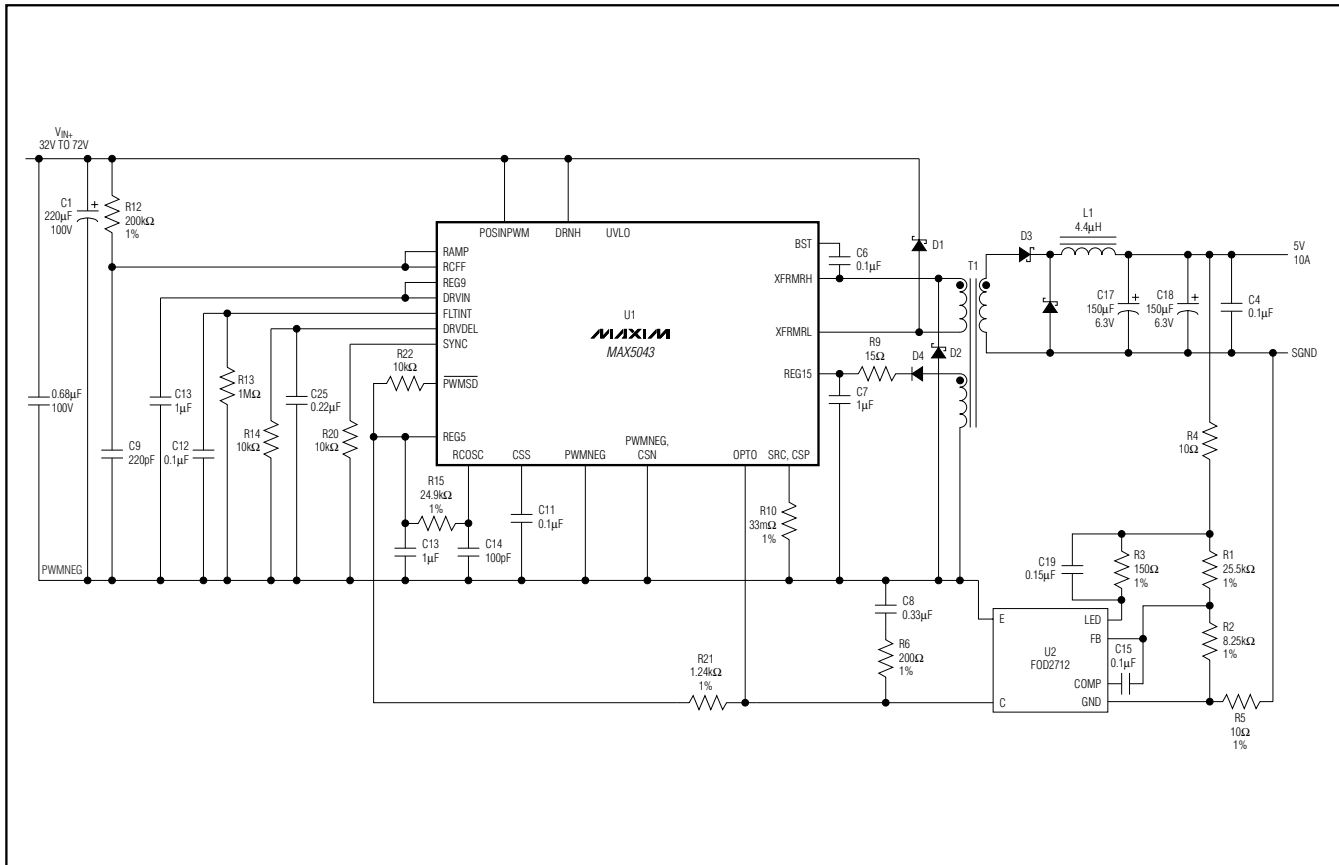 VIN+
32V TO 72V
C1
220µF
100V
+
R12
200kΩ
1%
POSINPWM
DRNH
UVLO
RAMP
RCFF
REG9
DRVIN
FLTINT
DRVDEL
SYNC
PWMSD
REG5
RCOSC
CSS
PWMNEG
PWMNEG,
CSN
OPTO
SRC, CSP
BST
XFRMRH
XFRMRL
REG15
U1
MAXIM
MAX5043
C6
0.1µF
D1
T1
D3
L1
4.4µH
5V
10A
C17
150µF
6.3V
+
C18
150µF
6.3V
+
C4
0.1µF
SGND
D2
R9
15Ω
D4
C7
1µF
R22
10kΩ
0.68µF
100V
C9
220pF
C13
1µF
C12
0.1µF
R13
1MΩ
R14
10kΩ
C25
0.22µF
R20
10kΩ
R15
24.9kΩ
1%
C13
1µF
C14
100pF
C11
0.1µF
R10
33mΩ
1%
PWMNEG
C8
0.33µF
R6
200Ω
1%
R21
1.24kΩ
1%
R4
10Ω
C19
0.15µF
R3
150Ω
1%
R1
25.5kΩ
1%
R2
8.25kΩ
1%
E
C
U2
FOD2712
LED
FB
COMP
GND
C15
0.1µF
R5
10Ω
1%